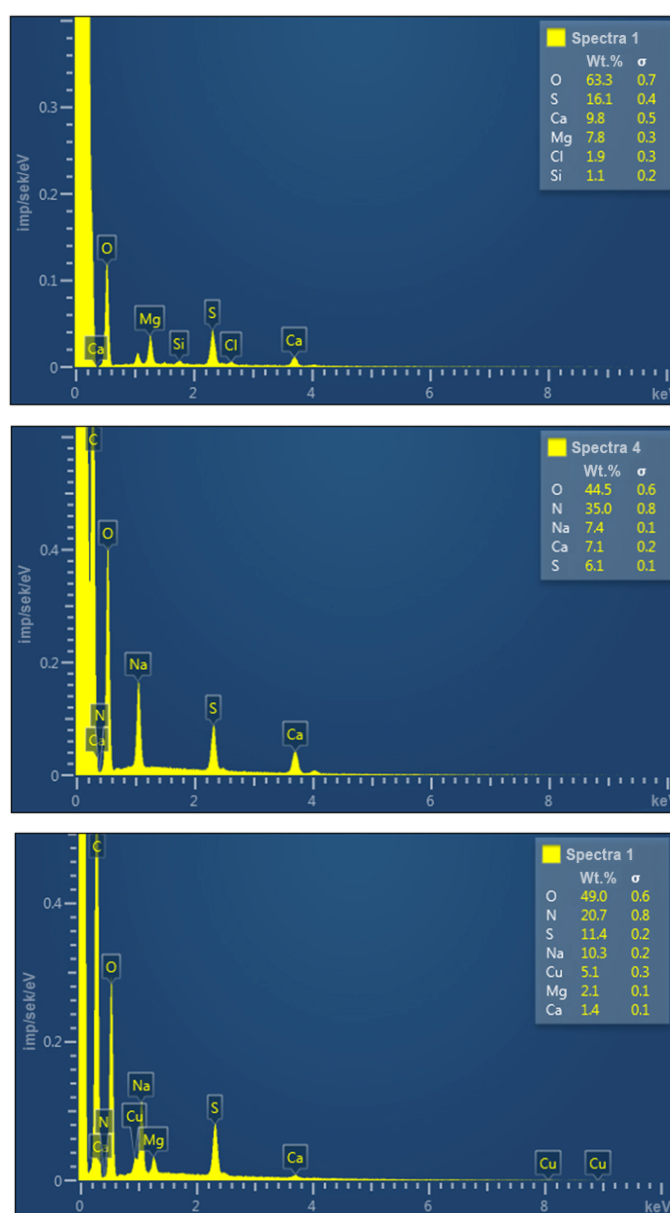 Spectra 1
Wt.% σ
O 63.3 0.7
S 16.1 0.4
Ca 9.8 0.5
Mg 7.8 0.3
Cl 1.9 0.3
Si 1.1 0.2
imp/sek/eV
0.3
0.2
0.1
0
O
Mg
S
Ca Si Cl Ca
0 2 4 6 8 keV
Spectra 4
Wt.% σ
O 44.5 0.6
N 35.0 0.8
Na 7.4 0.1
Ca 7.1 0.2
S 6.1 0.1
imp/sek/eV
C
0.4
O
0.2
Na
N S
Ca Ca
0
0 2 4 6 8 keV
Spectra 1
Wt.% σ
O 49.0 0.6
N 20.7 0.8
S 11.4 0.2
Na 10.3 0.2
Cu 5.1 0.3
Mg 2.1 0.1
Ca 1.4 0.1
imp/sek/eV
C
0.4
O
0.2
Na
N Cu S
Ca Mg Ca Cu Cu
0
0 2 4 6 8 keV